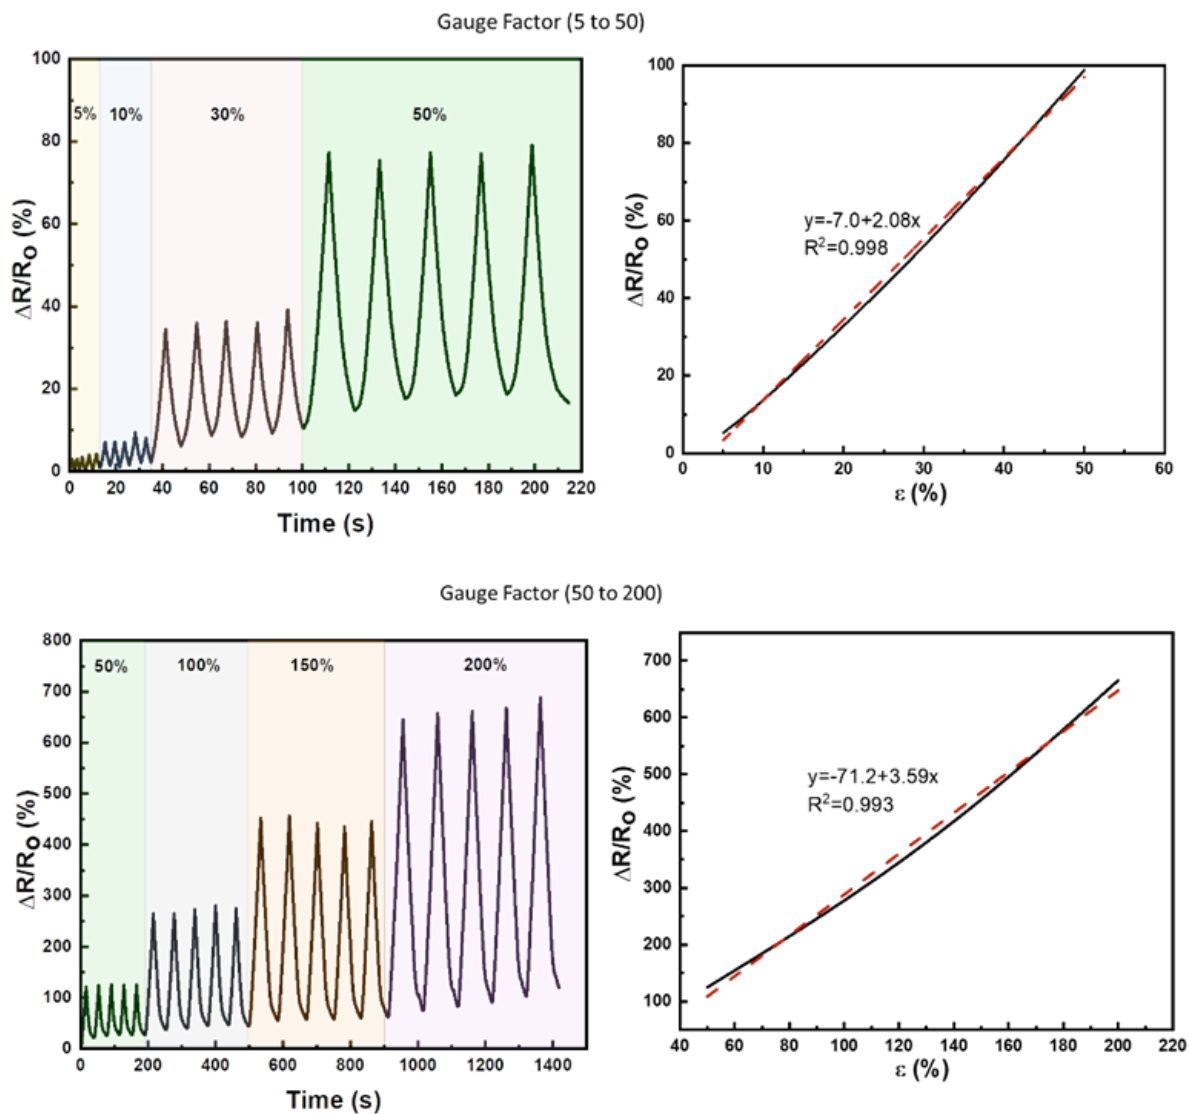 Gauge Factor (5 to 50)
100
80
60
40
20
0
5%
10%
30%
50%
ΔR/R₀ (%)
0 20 40 60 80 100 120 140 160 180 200 220
Time (s)
100
80
60
40
20
0
y=-7.0+2.08x
R²=0.998
ΔR/R₀ (%)
0 10 20 30 40 50 60
ε (%)
Gauge Factor (50 to 200)
800
700
600
500
400
300
200
100
0
50%
100%
150%
200%
ΔR/R₀ (%)
0 200 400 600 800 1000 1200 1400
Time (s)
700
600
500
400
300
200
100
y=-71.2+3.59x
R²=0.993
ΔR/R₀ (%)
40 60 80 100 120 140 160 180 200 220
ε (%)